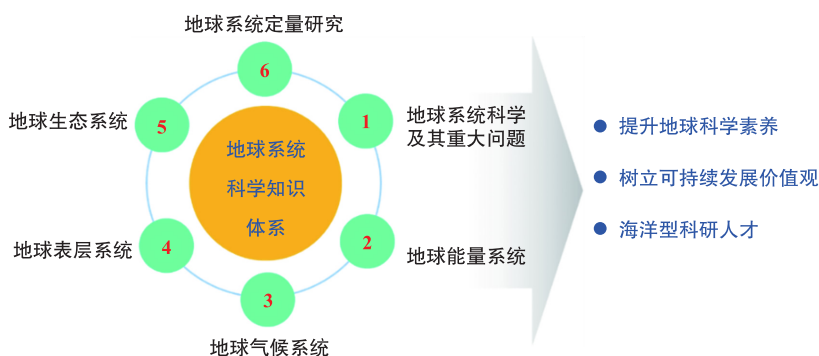 地球系统定量研究
6
地球生态系统
5
1
地球系统科学
及其重大问题
地球系统
科学知识
体系
提升地球科学素养
树立可持续发展价值观
海洋型科研人才
地球表层系统
4
2
地球能量系统
3
地球气候系统